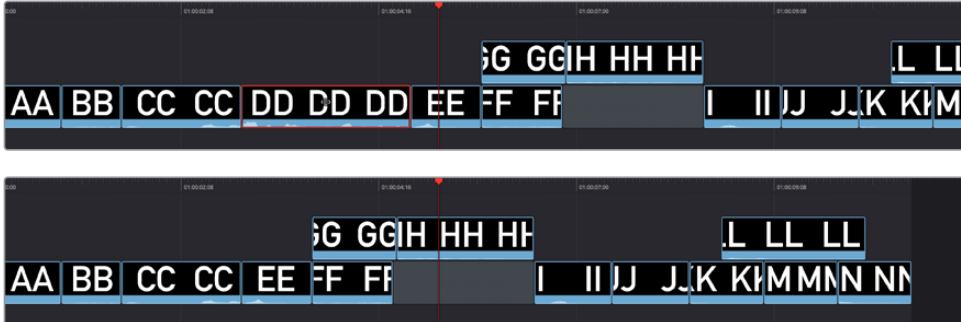 0:00 01:00:02:08 01:00:04:16 01:00:07:00 01:00:09:08
GG GG HH HH HH LL LL
AA BB CC CC DD DD DD EE FF FF II II JJ JJ KK KK M
0:00 01:00:02:08 01:00:04:16 01:00:07:00 01:00:09:08
GG GG HH HH HH LL LL LL
AA BB CC CC EE FF FF II II JJ JJ KK KK MM MM NN NN